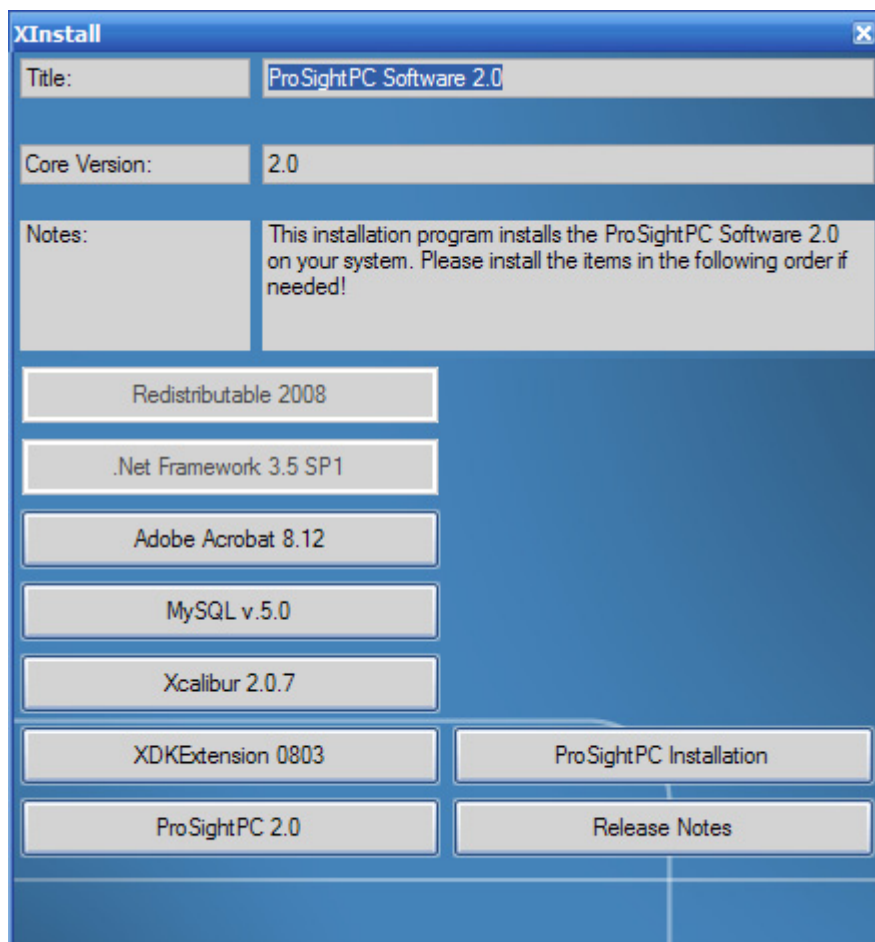 XInstall
Title:
ProSightPC Software 2.0
Core Version:
2.0
Notes:
This installation program installs the ProSightPC Software 2.0
on your system. Please install the items in the following order if
needed!
Redistributable 2008
.Net Framework 3.5 SP1
Adobe Acrobat 8.12
MySQL v.5.0
Xcalibur 2.0.7
XDKExtension 0803
ProSightPC Installation
ProSightPC 2.0
Release Notes